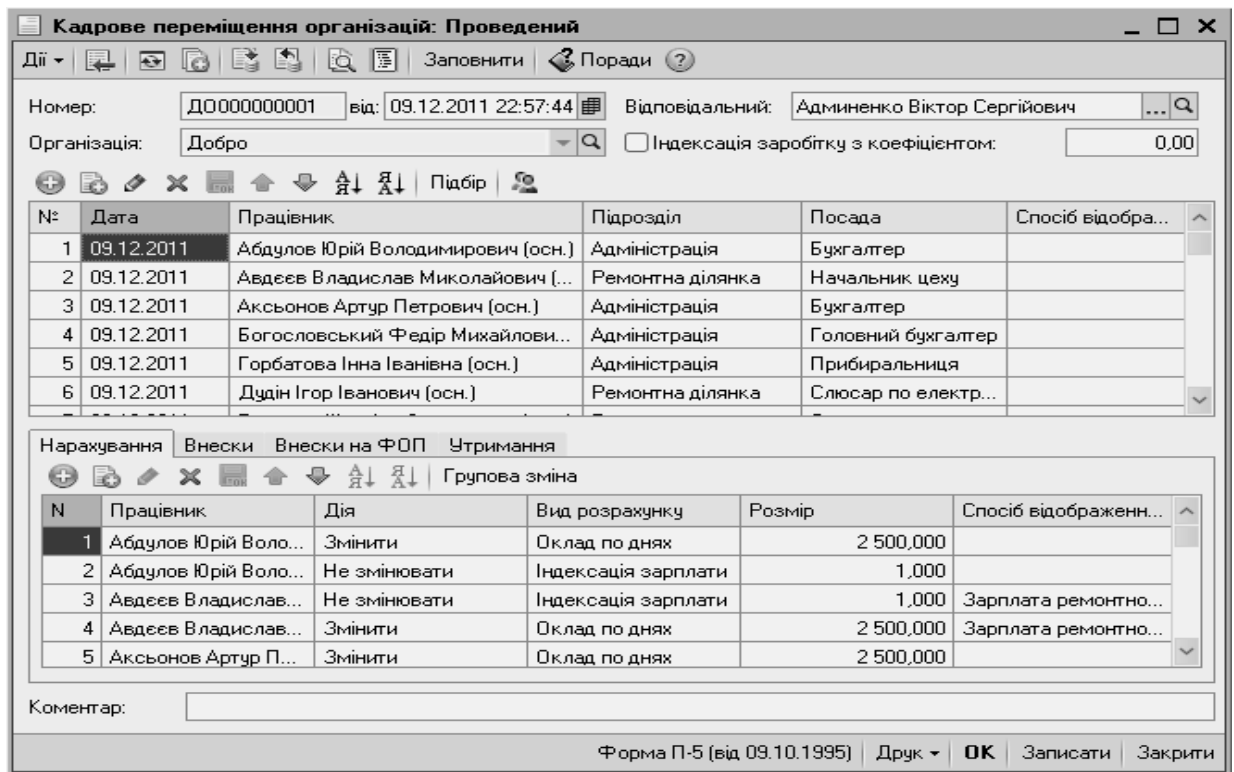 Кадрове переміщення організацій: Проведений
Дії Заповнити Поради ?
Номер: ДО000000001 від: 09.12.2011 22:57:44 Відповідальний: Админенко Віктор Сергійович ...
Організація: Добро Індексація заробітку з коефіцієнтом: 0,00
Підбір
№ Дата Працівник Підрозділ Посада Спосіб відобра...
1 09.12.2011 Абдулов Юрій Володимирович (осн.) Адміністрація Бухгалтер
2 09.12.2011 Авдєєв Владислав Миколайович (... Ремонтна ділянка Начальник цеху
3 09.12.2011 Аксьонов Артур Петрович (осн.) Адміністрація Бухгалтер
4 09.12.2011 Богословський Федір Михайлови... Адміністрація Головний бухгалтер
5 09.12.2011 Горбатова Інна Іванівна (осн.) Адміністрація Прибиральниця
6 09.12.2011 Дудін Ігор Іванович (осн.) Ремонтна ділянка Слюсар по електр...
Нарахування Внески Внески на ФОП Утримання
Групова зміна
N Працівник Дія Вид розрахунку Розмір Спосіб відображенн...
1 Абдулов Юрій Воло... Змінити Оклад по днях 2 500,000
2 Абдулов Юрій Воло... Не змінювати Індексація зарплати 1,000
3 Авдєєв Владислав... Не змінювати Індексація зарплати 1,000 Зарплата ремонтно...
4 Авдєєв Владислав... Змінити Оклад по днях 2 500,000 Зарплата ремонтно...
5 Аксьонов Артур П... Змінити Оклад по днях 2 500,000
Коментар:
Форма П-5 (від 09.10.1995) Друк OK Записати Закрити